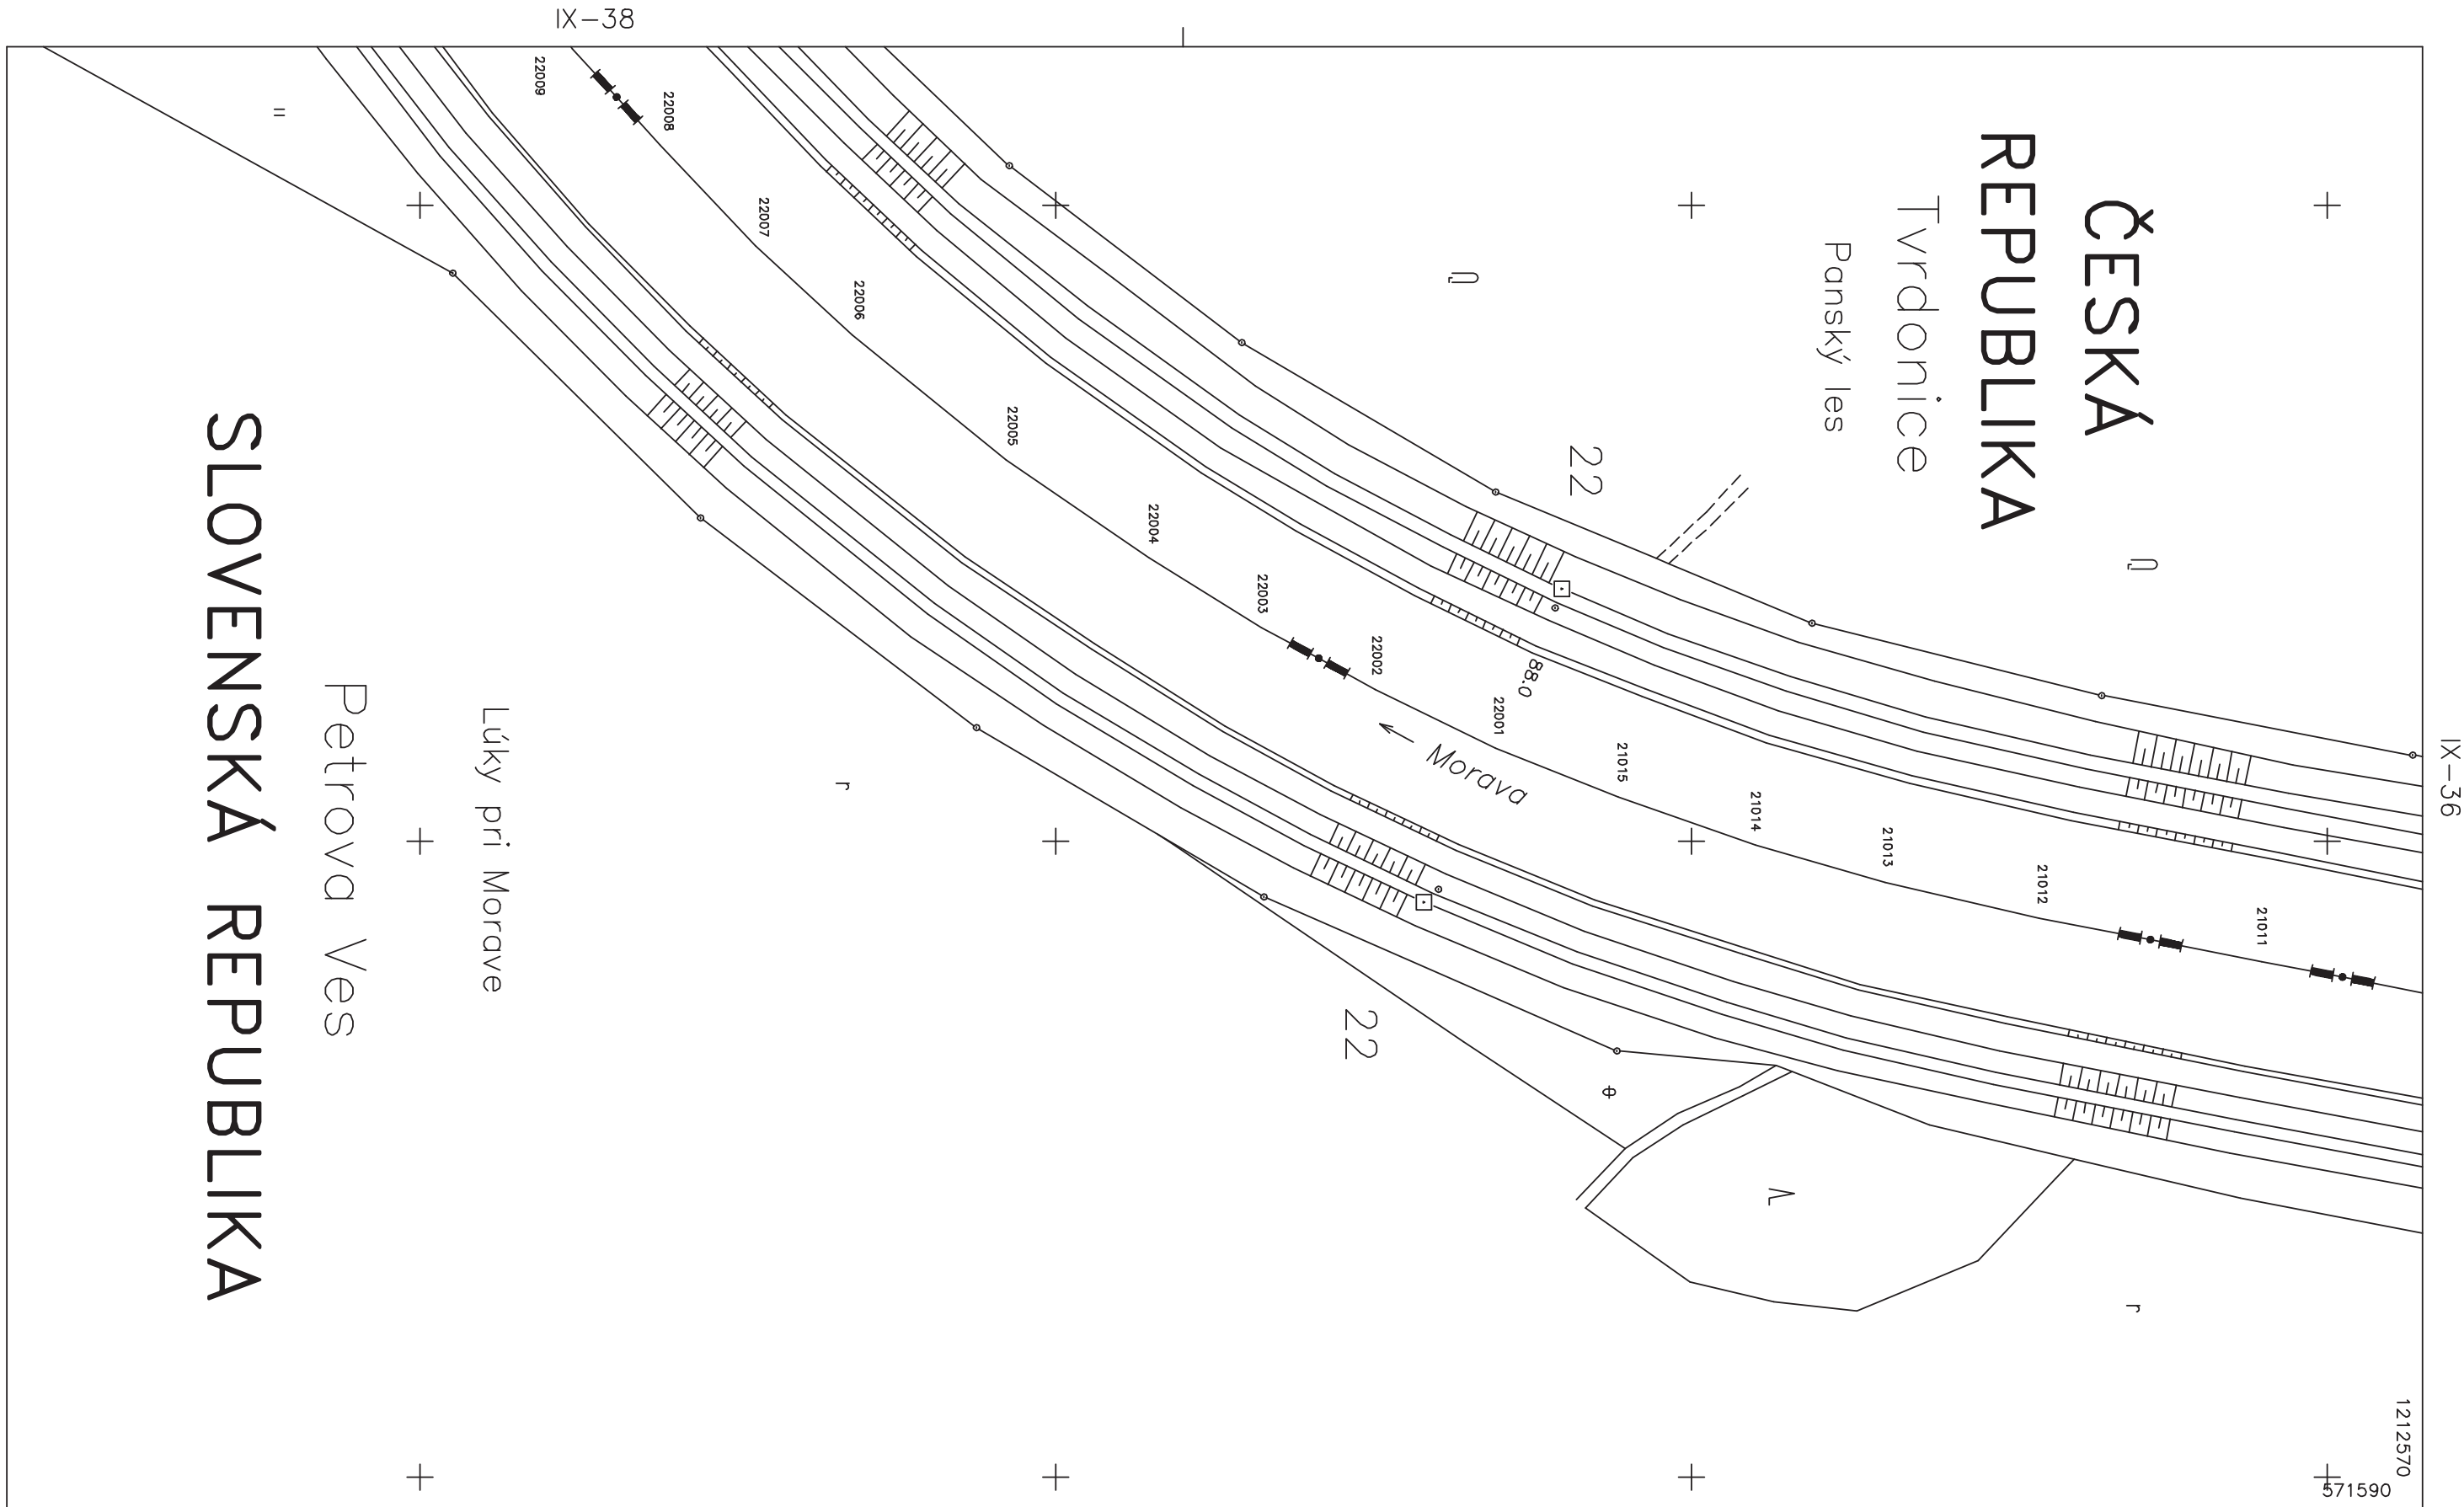 IX-38
IX-36
ČESKÁ
REPUBLIKA
Tvrdonice
Panský les
22
22009
22008
22007
22006
22005
22004
22003
22002
22001
21015
21014
21013
21012
21011
88.0
Morava
22
Lúky pri Morave
Petrova Ves
SLOVENSKÁ REPUBLIKA
r
r
1212570
571590